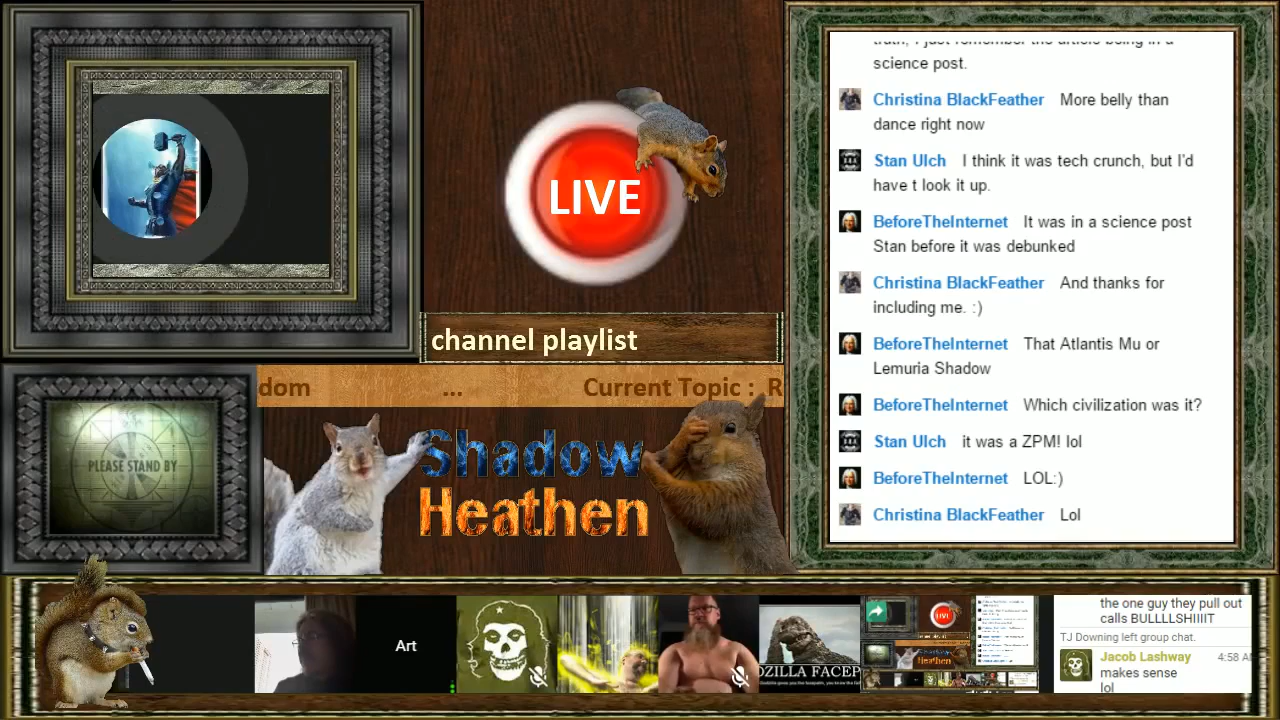 LIVE
channel playlist
dom ... Current Topic : R
PLEASE STAND BY
Shadow
Heathen
science post.
Christina BlackFeather More belly than
dance right now
Stan Ulch I think it was tech crunch, but I'd
have t look it up.
BeforeTheInternet It was in a science post
Stan before it was debunked
Christina BlackFeather And thanks for
including me. :)
BeforeTheInternet That Atlantis Mu or
Lemuria Shadow
BeforeTheInternet Which civilization was it?
Stan Ulch it was a ZPM! lol
BeforeTheInternet LOL:)
Christina BlackFeather Lol
Art
DZILLA FACEP
LIVE
Heathen
the one guy they pull out
calls BULLLLSHIIIIT
TJ Downing left group chat.
Jacob Lashway 4:58 A
makes sense
lol